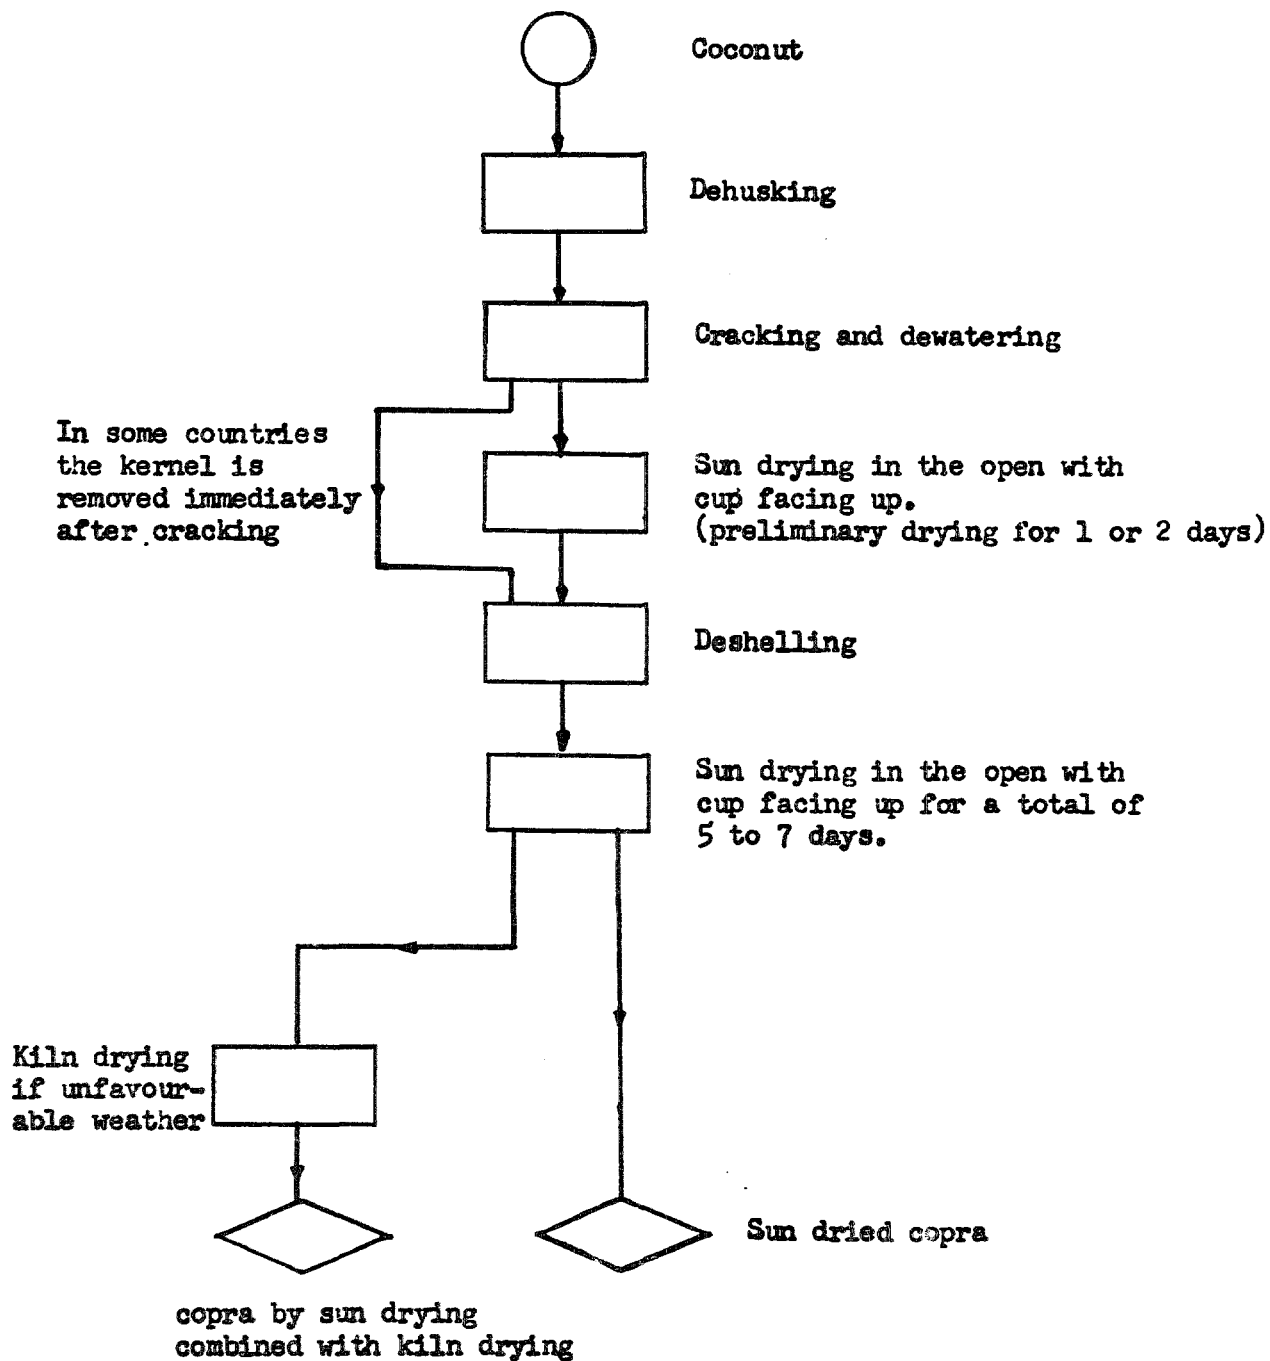 Coconut
Dehusking
Cracking and dewatering
In some countries
the kernel is
removed immediately
after cracking
Sun drying in the open with
cup facing up.
(preliminary drying for 1 or 2 days)
Deshelling
Sun drying in the open with
cup facing up for a total of
5 to 7 days.
Kiln drying
if unfavour-
able weather
Sun dried copra
copra by sun drying
combined with kiln drying